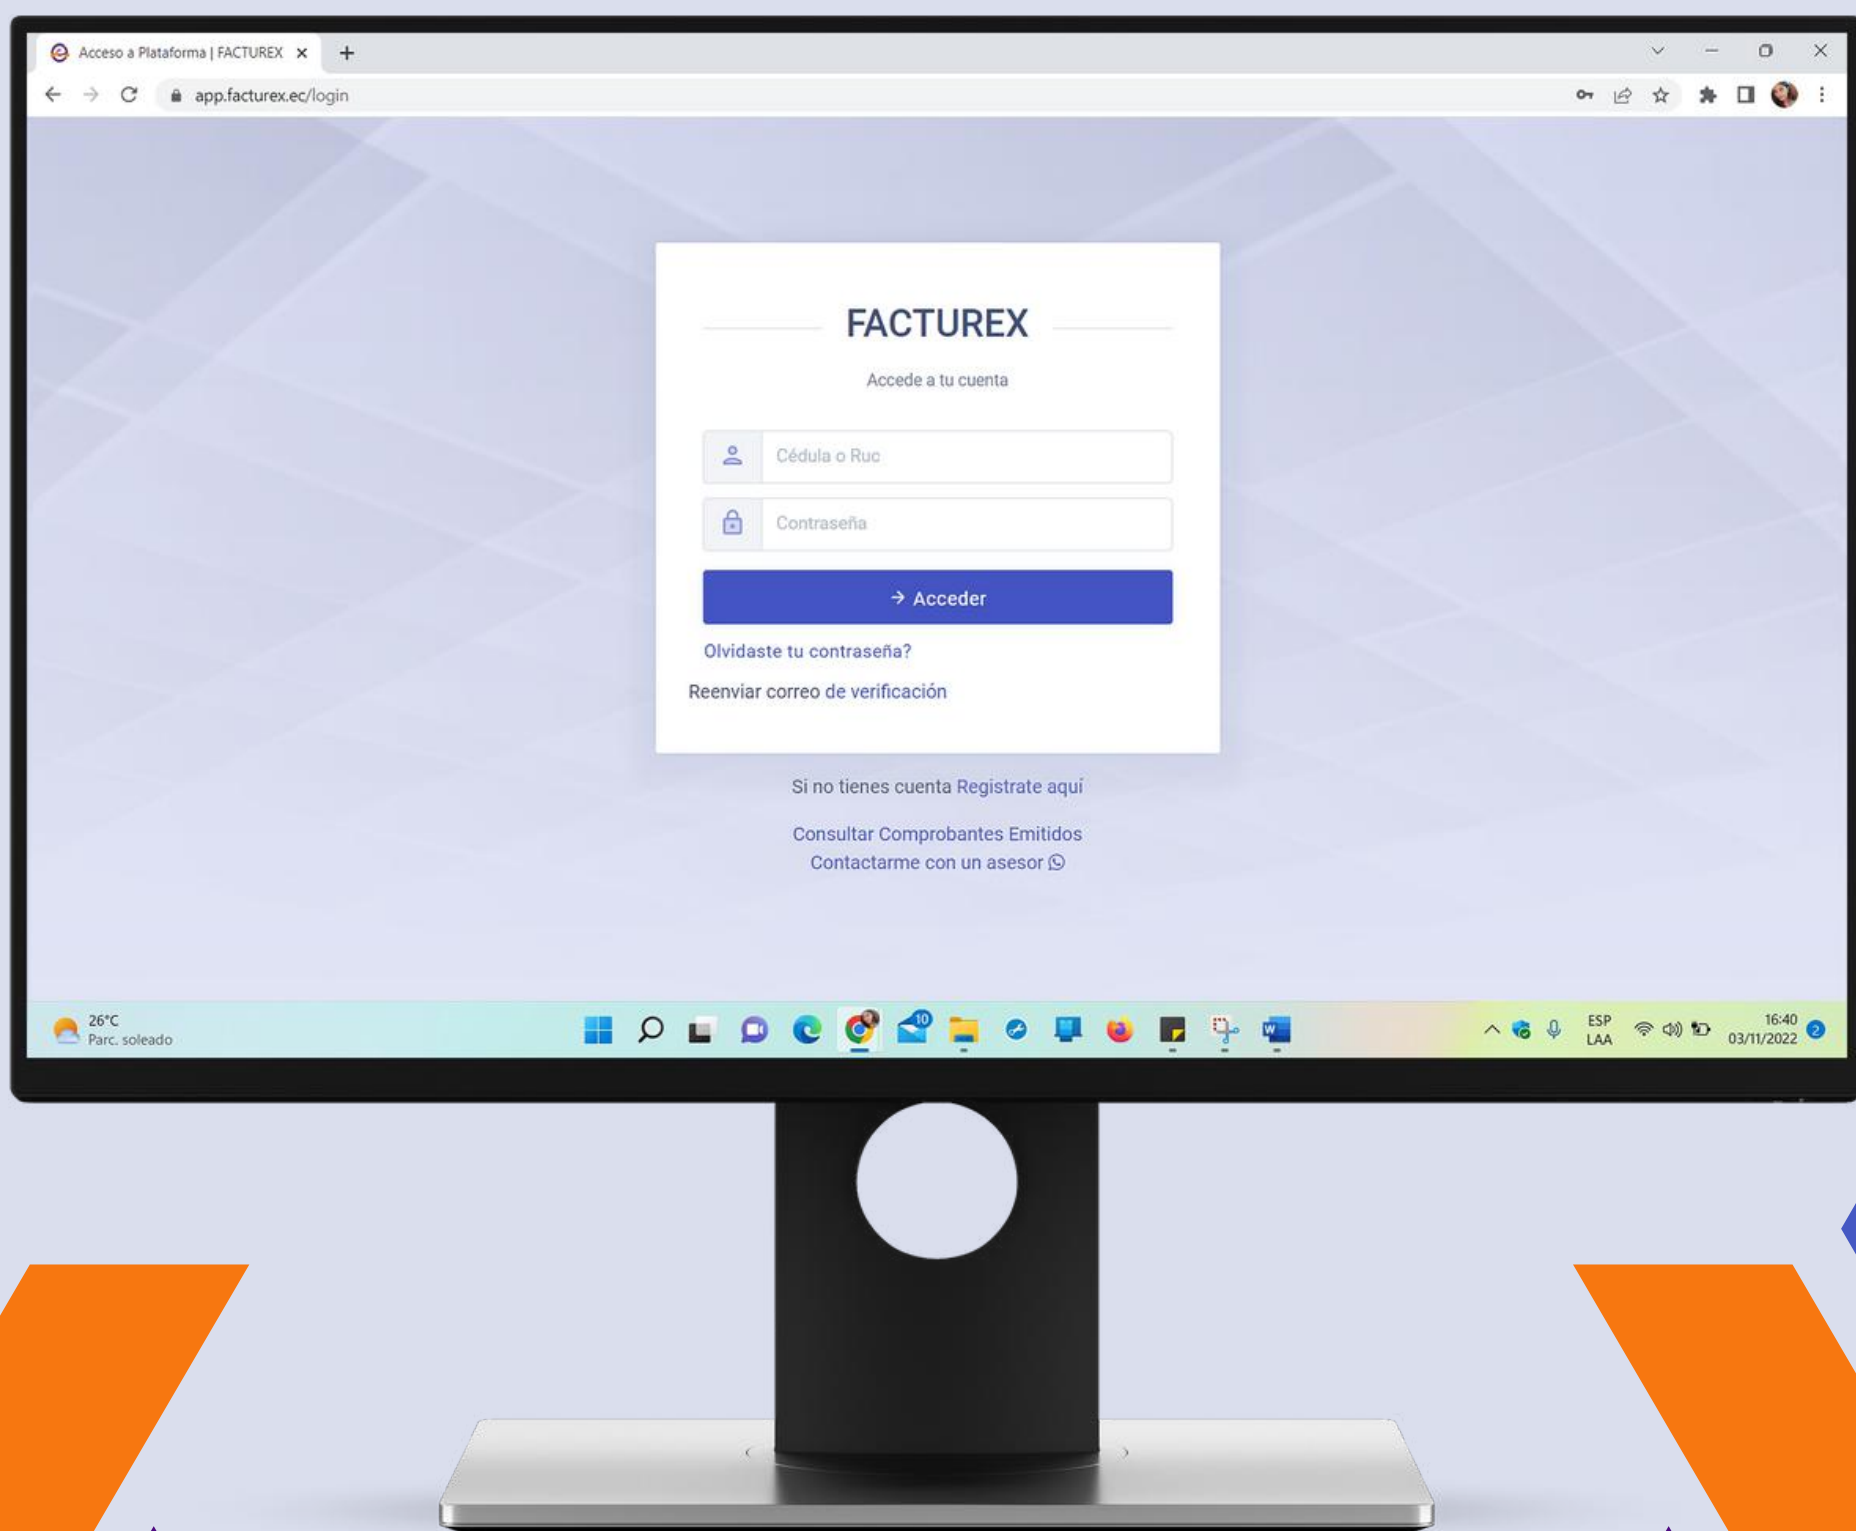 Acceso a Plataforma | FACTUREX
app.facturex.ec/login
FACTUREX
Accede a tu cuenta
Cédula o Ruc
Contraseña
→ Acceder
Olvidaste tu contraseña?
Reenviar correo de verificación
Si no tienes cuenta Registrate aquí
Consultar Comprobantes Emitidos
Contactarme con un asesor
26°C
Parc. soleado
10
ESP
LAA
16:40
03/11/2022
2